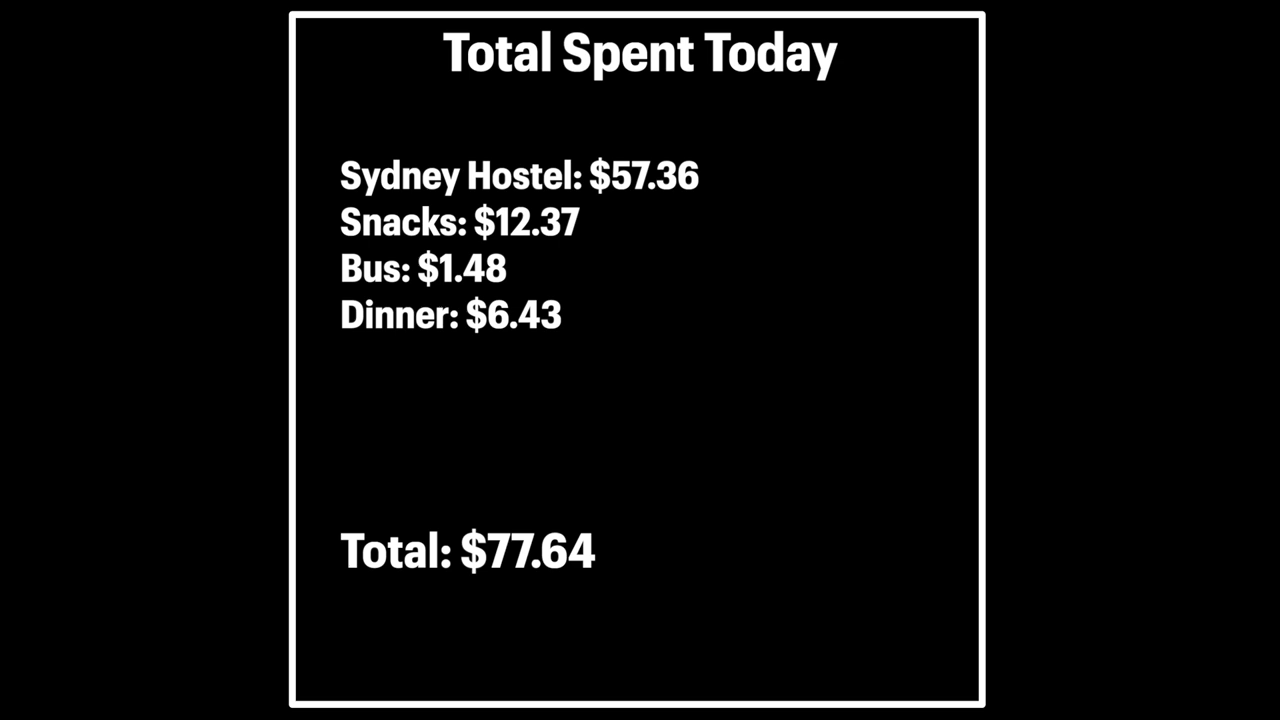 Total Spent Today
Sydney Hostel: $57.36
Snacks: $12.37
Bus: $1.48
Dinner: $6.43
Total: $77.64